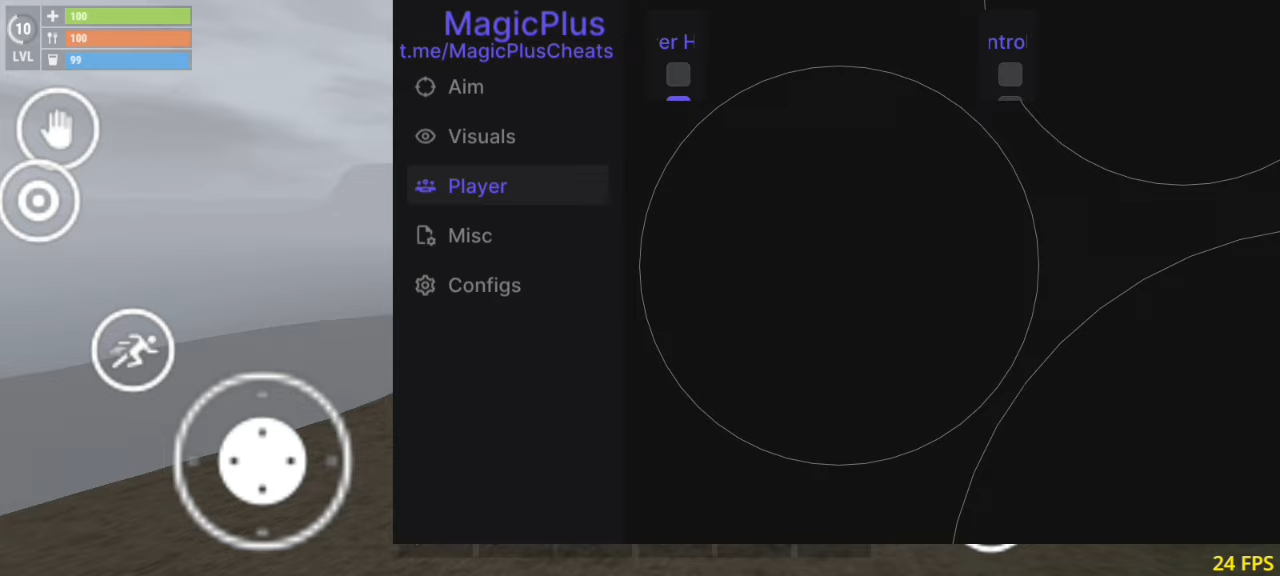 10
LVL
100
100
99
MagicPlus
t.me/MagicPlusCheats
Aim
Visuals
Player
Misc
Configs
er H
ntrol
24 FPS